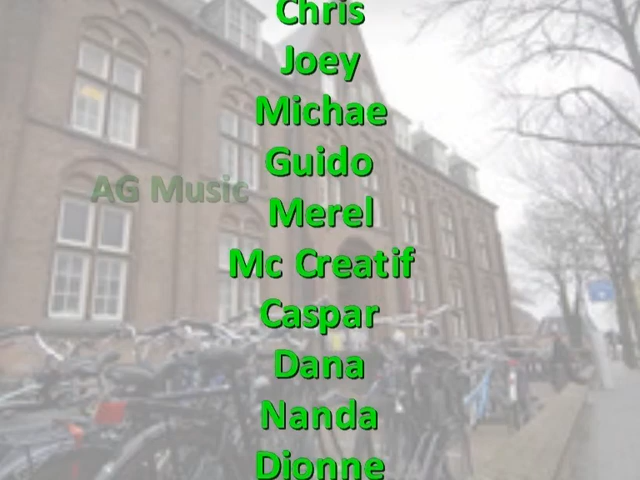 Chris
Joey
Michae
Guido
AG Music
Merel
Mc Creatif
Caspar
Dana
Nanda
Dionne